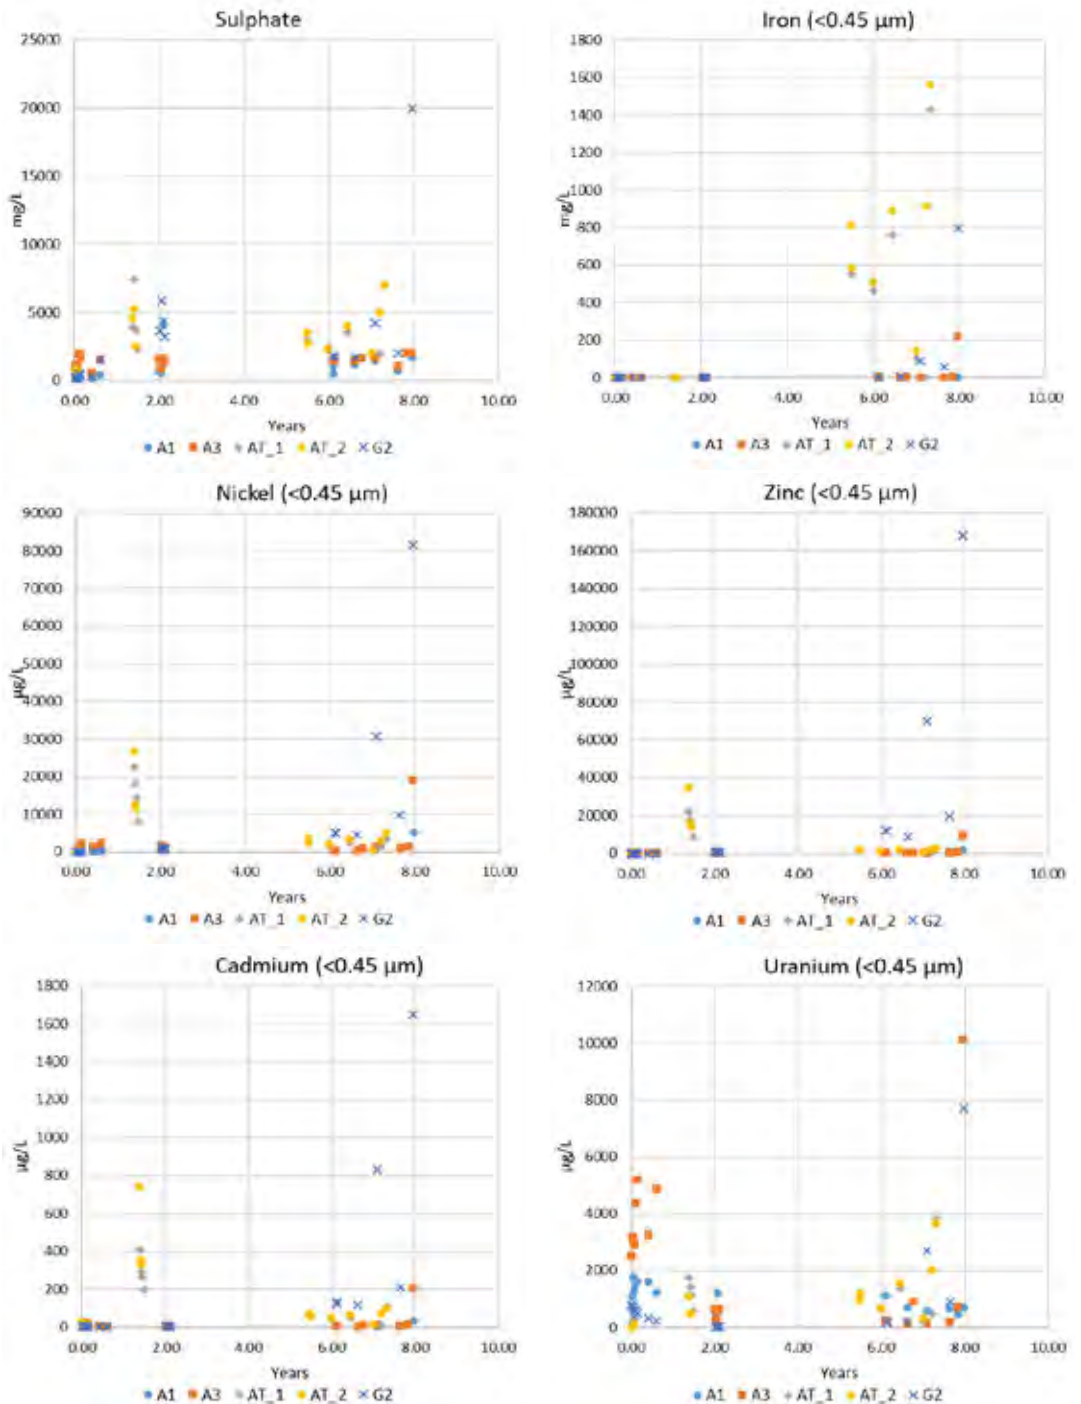 Sulphate
25000
20000
15000
10000
5000
0
mg/L
0.00 2.00 4.00 6.00 8.00 10.00
Years
A1 A3 AT_1 AT_2 G2
Iron (<0.45 µm)
1800
1600
1400
1200
1000
800
600
400
200
0
mg/L
0.00 2.00 4.00 6.00 8.00 10.00
Years
A1 A3 AT_1 AT_2 G2
Nickel (<0.45 µm)
90000
80000
70000
60000
50000
40000
30000
20000
10000
0
µg/L
0.00 2.00 4.00 6.00 8.00 10.00
Years
A1 A3 AT_1 AT_2 G2
Zinc (<0.45 µm)
180000
160000
140000
120000
100000
80000
60000
40000
20000
0
µg/L
0.00 2.00 4.00 6.00 8.00 10.00
Years
A1 A3 AT_1 AT_2 G2
Cadmium (<0.45 µm)
1800
1600
1400
1200
1000
800
600
400
200
0
µg/L
0.00 2.00 4.00 6.00 8.00 10.00
Years
A1 A3 AT_1 AT_2 G2
Uranium (<0.45 µm)
12000
10000
8000
6000
4000
2000
0
µg/L
0.00 2.00 4.00 6.00 8.00 10.00
Years
A1 A3 AT_1 AT_2 G2